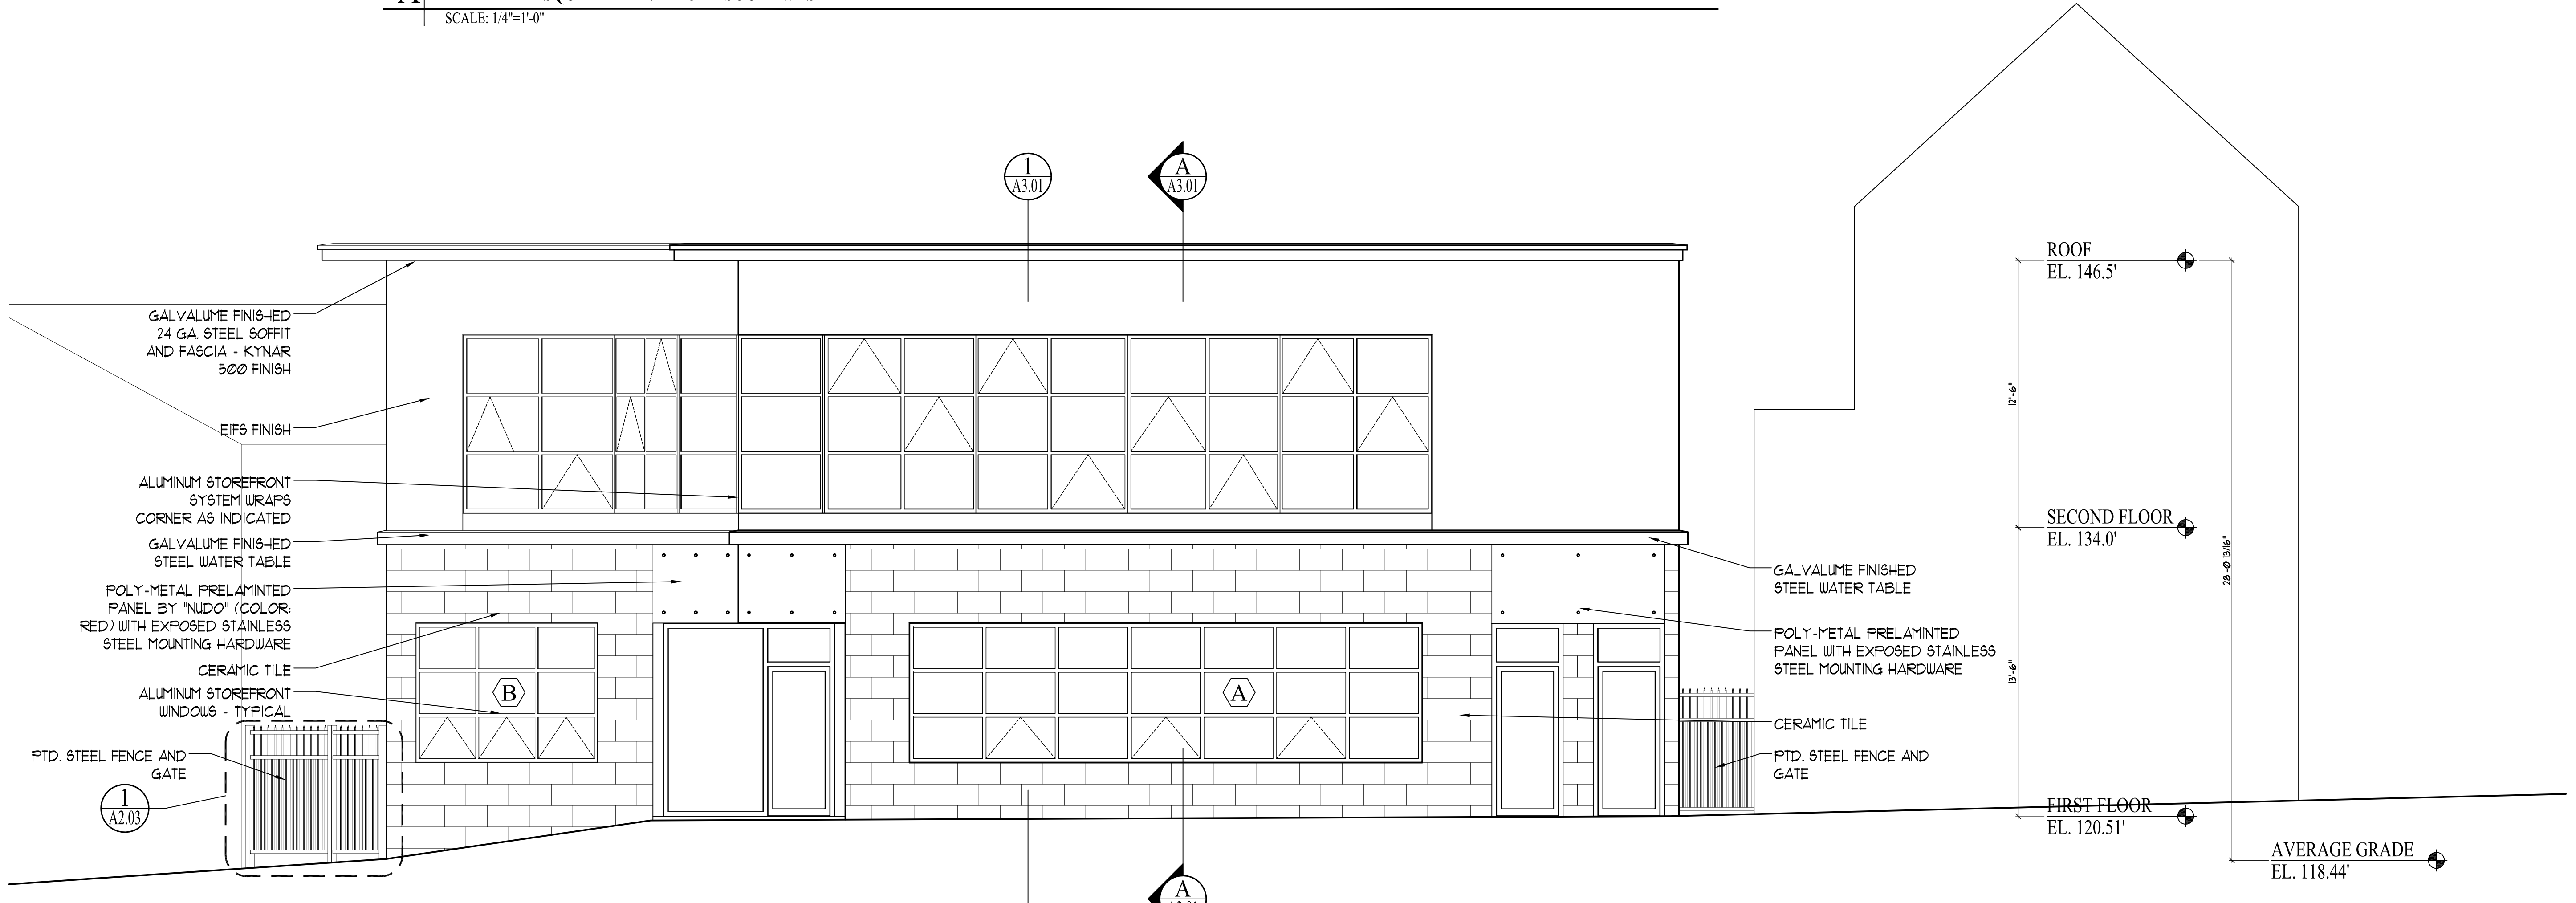 SCALE: 1/4"=1'-0"
1
A3.01
A
A3.01
ROOF
EL. 146.5'
GALVALUME FINISHED
24 GA. STEEL SOFFIT
AND FASCIA - KYNAR
500 FINISH
12'-6"
EIFS FINISH
ALUMINUM STOREFRONT
SYSTEM WRAPS
CORNER AS INDICATED
SECOND FLOOR
EL. 134.0'
GALVALUME FINISHED
STEEL WATER TABLE
28'-0 13/16"
GALVALUME FINISHED
STEEL WATER TABLE
POLY-METAL PRELAMINTED
PANEL BY "NUDO" (COLOR:
RED) WITH EXPOSED STAINLESS
STEEL MOUNTING HARDWARE
POLY-METAL PRELAMINTED
PANEL WITH EXPOSED STAINLESS
STEEL MOUNTING HARDWARE
13'-6"
CERAMIC TILE
ALUMINUM STOREFRONT
WINDOWS - TYPICAL
B
A
CERAMIC TILE
PTD. STEEL FENCE AND
GATE
PTD. STEEL FENCE AND
GATE
1
A2.03
FIRST FLOOR
EL. 120.51'
AVERAGE GRADE
EL. 118.44'
A